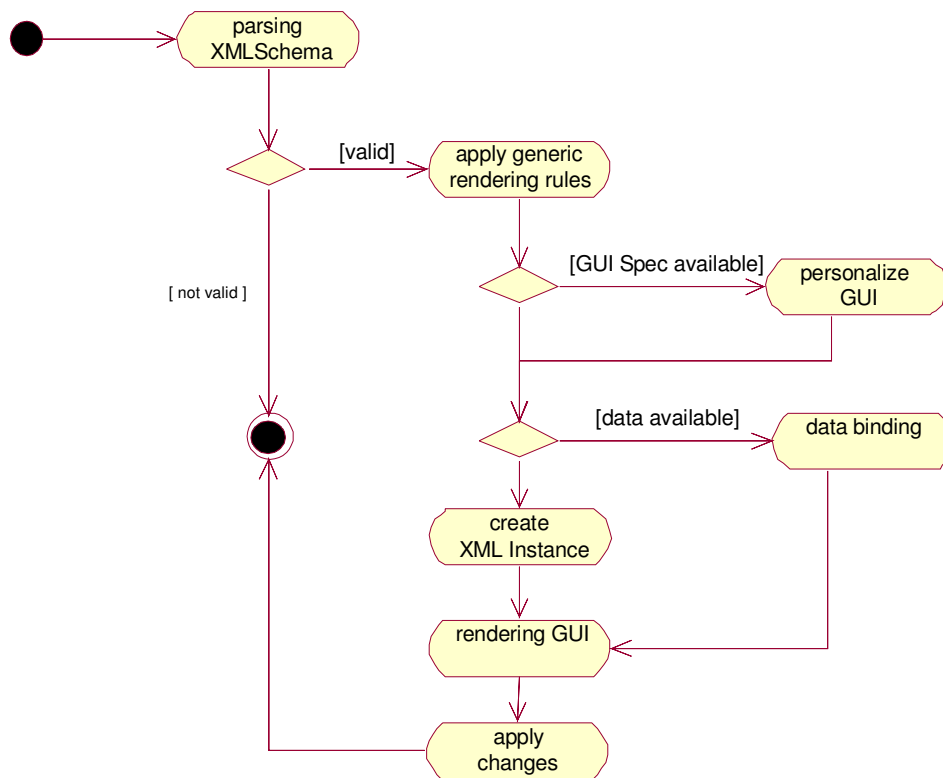 parsing
XMLSchema
[valid]
apply generic
rendering rules
[GUI Spec available]
personalize
GUI
[ not valid ]
[data available]
data binding
create
XML Instance
rendering GUI
apply
changes